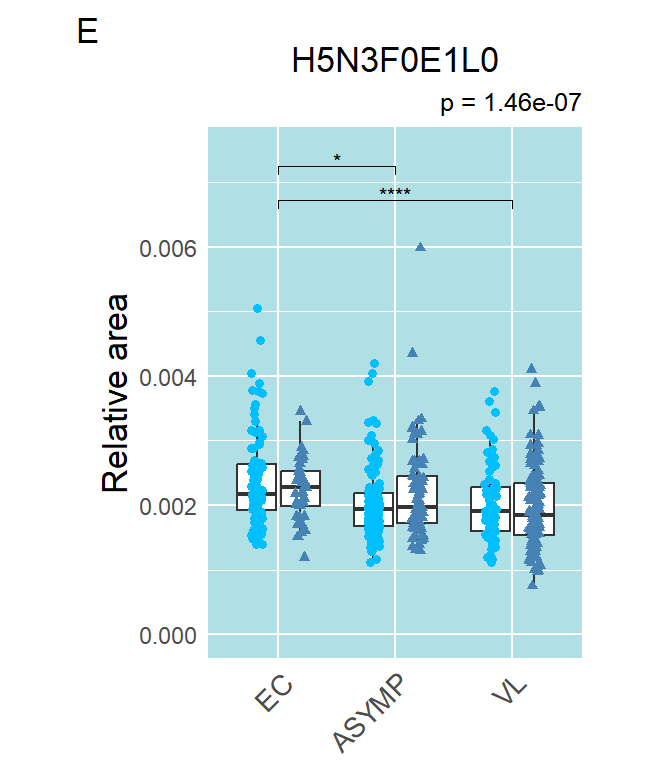 E
H5N3F0E1L0
p = 1.46e-07
*
****
0.006
0.004
0.002
0.000
Relative area
EC
ASYMP
VL